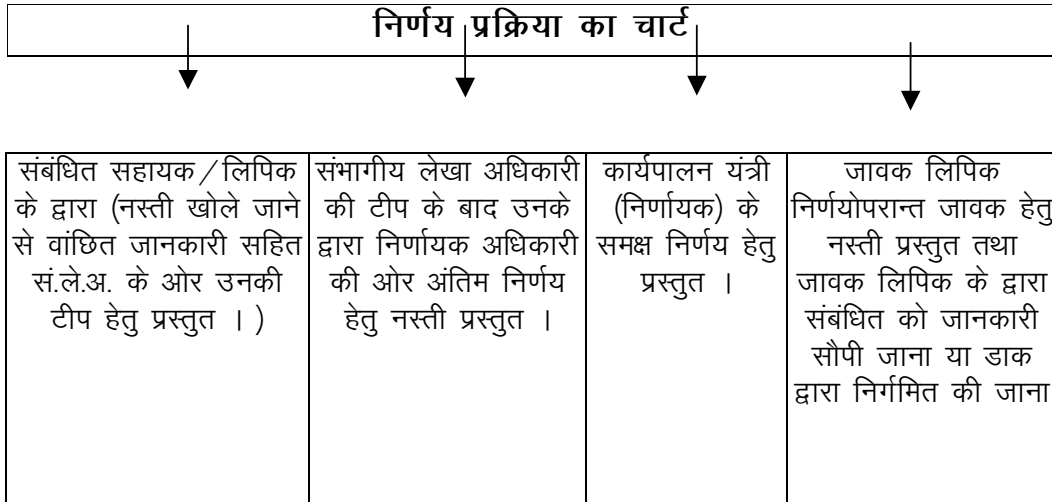 निर्णय प्रक्रिया का चार्ट
संबंधित सहायक/लिपिक
के द्वारा (नस्ती खोले जाने
से वांछित जानकारी सहित
सं.ले.अ. के ओर उनकी
टीप हेतु प्रस्तुत । )
संभागीय लेखा अधिकारी
की टीप के बाद उनके
द्वारा निर्णायक अधिकारी
की ओर अंतिम निर्णय
हेतु नस्ती प्रस्तुत ।
कार्यपालन यंत्री
(निर्णायक) के
समक्ष निर्णय हेतु
प्रस्तुत ।
जावक लिपिक
निर्णयोपरान्त जावक हेतु
नस्ती प्रस्तुत तथा
जावक लिपिक के द्वारा
संबंधित को जानकारी
सौपी जाना या डाक
द्वारा निर्गमित की जाना